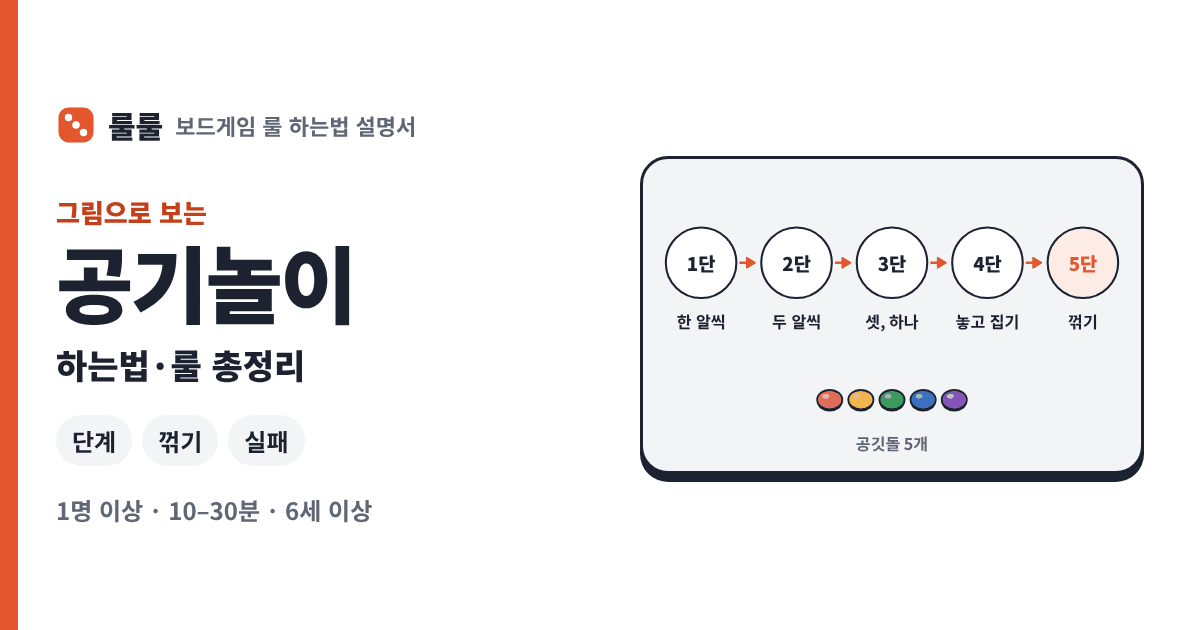 룰룰 보드게임 룰 하는법 설명서
그림으로 보는
공기놀이
하는법·룰 총정리
단계 꺾기 실패
1명 이상 · 10–30분 · 6세 이상
1단 2단 3단 4단 5단
한 알씩 두 알씩 셋, 하나 놓고 집기 꺾기
공깃돌 5개